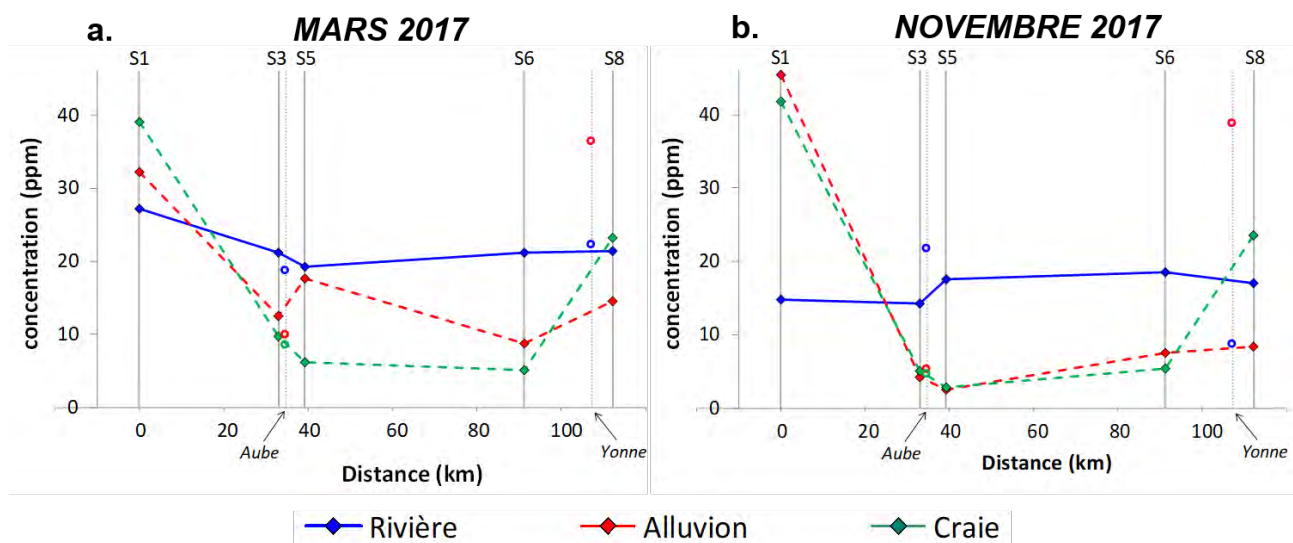 a. MARS 2017
b. NOVEMBRE 2017
S1 S3 S5 S6 S8
S1 S3 S5 S6 S8
concentration (ppm)
40
30
20
10
0
0 20 40 60 80 100
Aube
Yonne
Distance (km)
concentration (ppm)
40
30
20
10
0
0 20 40 60 80 100
Aube
Yonne
Distance (km)
Rivière Alluvion Craie